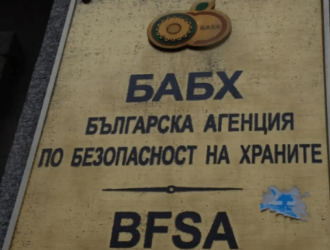 БАБХ
БЪЛГАРСКА АГЕНЦИЯ
ПО БЕЗОПАСНОСТ НА ХРАНИТЕ
BFSA